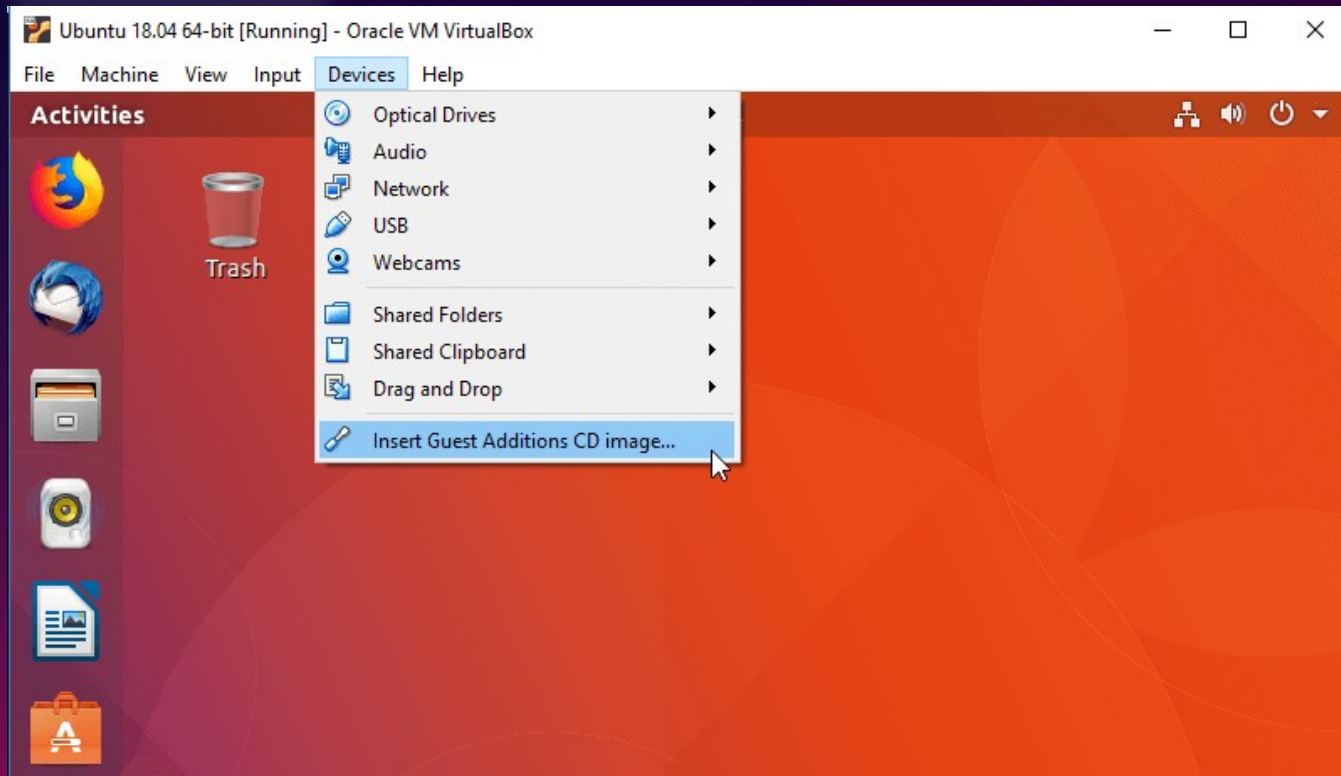 Ubuntu 18.04 64-bit [Running] - Oracle VM VirtualBox
File Machine View Input Devices Help
Activities
Optical Drives
Audio
Network
USB
Webcams
Shared Folders
Shared Clipboard
Drag and Drop
Insert Guest Additions CD image...
Trash